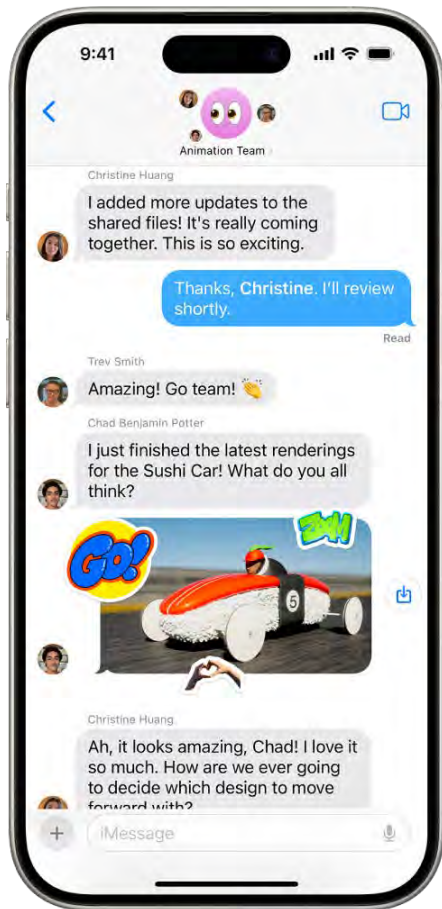 9:41
Animation Team
Christine Huang
I added more updates to the
shared files! It's really coming
together. This is so exciting.
Thanks, Christine. I'll review
shortly.
Read
Trev Smith
Amazing! Go team! 👏
Chad Benjamin Potter
I just finished the latest renderings
for the Sushi Car! What do you all
think?
GO!
ZOOM
5
Christine Huang
Ah, it looks amazing, Chad! I love it
so much. How are we ever going
to decide which design to move
forward with?
iMessage